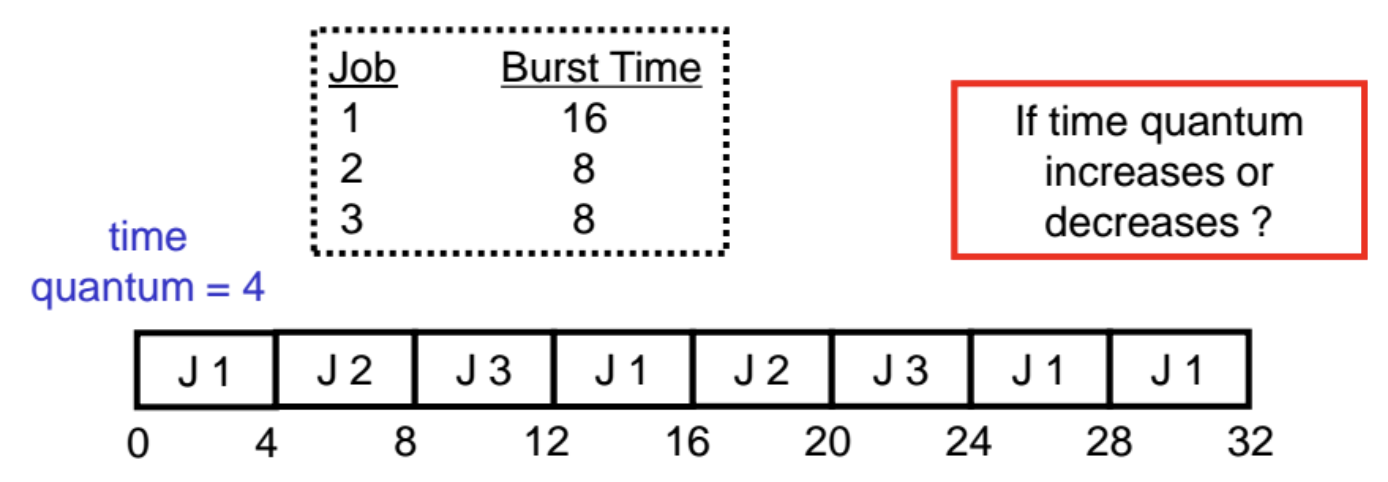 Job Burst Time
1 16
2 8
3 8
If time quantum
increases or
decreases ?
time
quantum = 4
J 1 J 2 J 3 J 1 J 2 J 3 J 1 J 1
0 4 8 12 16 20 24 28 32